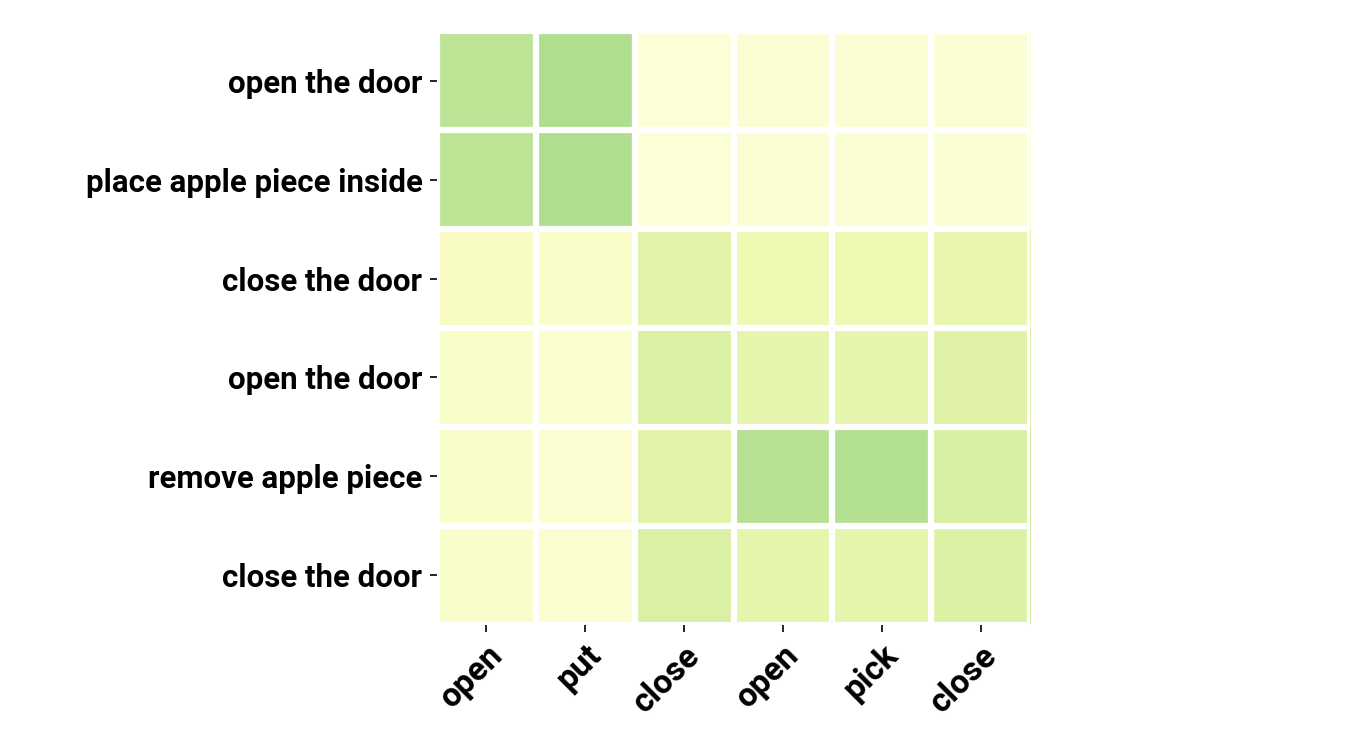 open the door
place apple piece inside
close the door
open the door
remove apple piece
close the door
open
put
close
open
pick
close